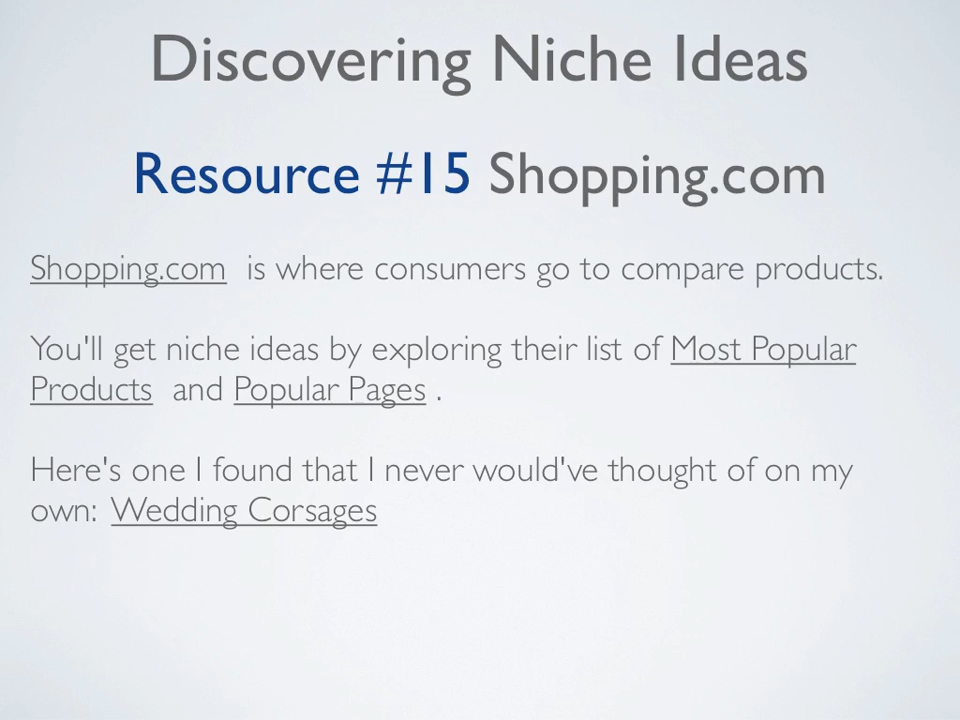 Discovering Niche Ideas
Resource #15 Shopping.com
Shopping.com is where consumers go to compare products.
You'll get niche ideas by exploring their list of Most Popular
Products and Popular Pages .
Here's one I found that I never would've thought of on my
own: Wedding Corsages